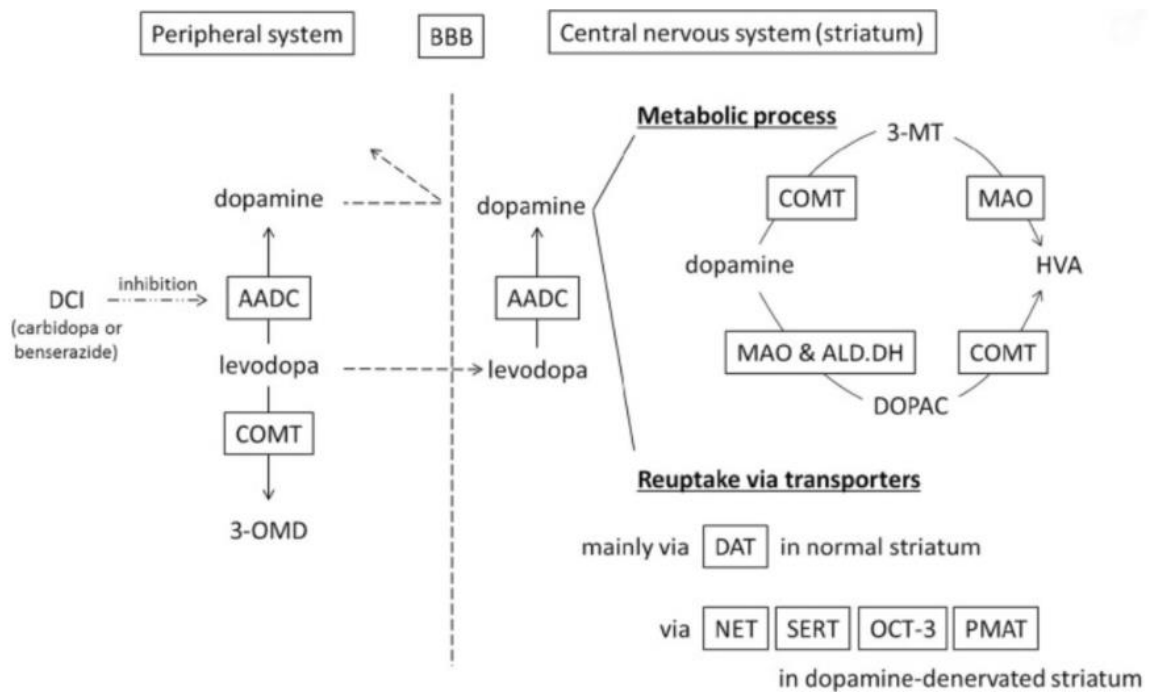 Peripheral system
BBB
Central nervous system (striatum)
Metabolic process
3-MT
COMT
MAO
dopamine
HVA
MAO & ALD.DH
COMT
DOPAC
dopamine
dopamine
inhibition
DCI
(carbidopa or
benserazide)
AADC
AADC
levodopa
levodopa
COMT
3-OMD
Reuptake via transporters
mainly via DAT in normal striatum
via NET SERT OCT-3 PMAT
in dopamine-denervated striatum